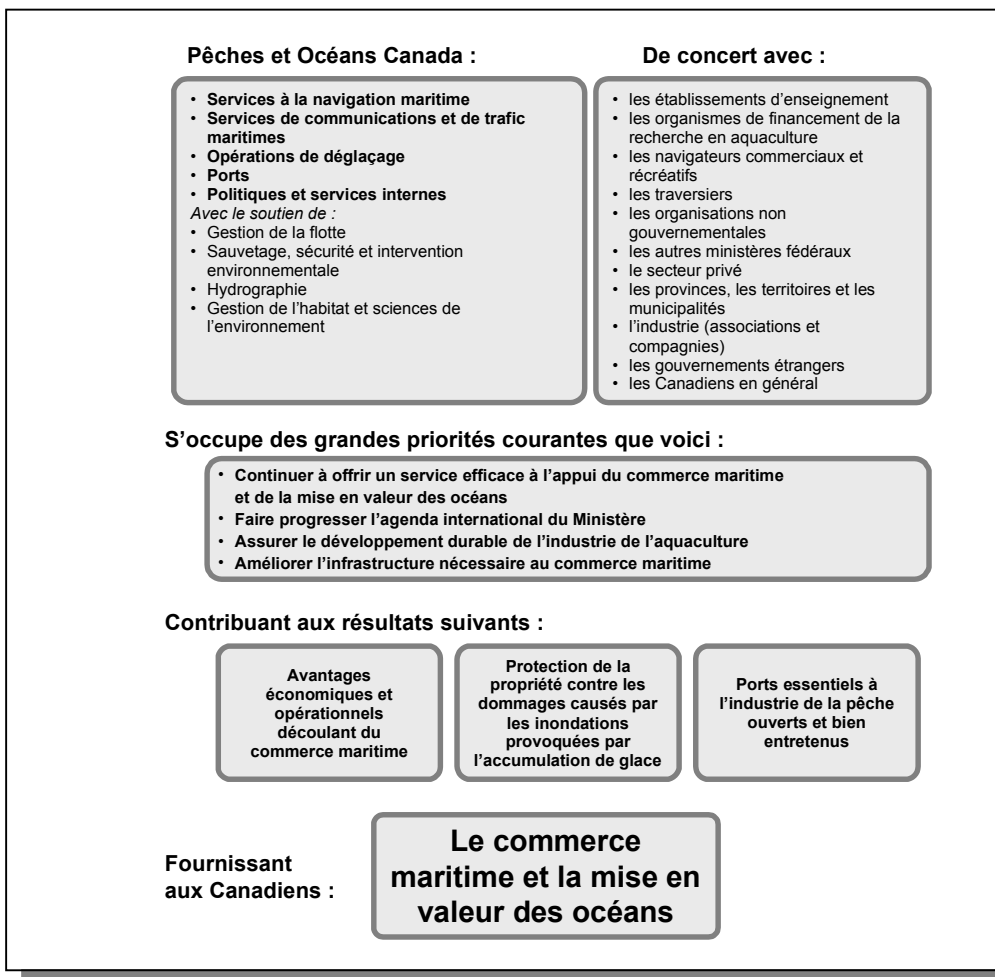 Pêches et Océans Canada :
• Services à la navigation maritime
• Services de communications et de trafic
maritimes
• Opérations de déglaçage
• Ports
• Politiques et services internes
Avec le soutien de :
• Gestion de la flotte
• Sauvetage, sécurité et intervention
environnementale
• Hydrographie
• Gestion de l’habitat et sciences de
l’environnement
De concert avec :
• les établissements d’enseignement
• les organismes de financement de la
recherche en aquaculture
• les navigateurs commerciaux et
récréatifs
• les traversiers
• les organisations non
gouvernementales
• les autres ministères fédéraux
• le secteur privé
• les provinces, les territoires et les
municipalités
• l’industrie (associations et
compagnies)
• les gouvernements étrangers
• les Canadiens en général
S’occupe des grandes priorités courantes que voici :
• Continuer à offrir un service efficace à l’appui du commerce maritime
et de la mise en valeur des océans
• Faire progresser l’agenda international du Ministère
• Assurer le développement durable de l’industrie de l’aquaculture
• Améliorer l’infrastructure nécessaire au commerce maritime
Contribuant aux résultats suivants :
Avantages
économiques et
opérationnels
découlant du
commerce maritime
Protection de la
propriété contre les
dommages causés par
les inondations
provoquées par
l’accumulation de glace
Ports essentiels à
l’industrie de la pêche
ouverts et bien
entretenus
Fournissant
aux Canadiens :
Le commerce
maritime et la mise en
valeur des océans